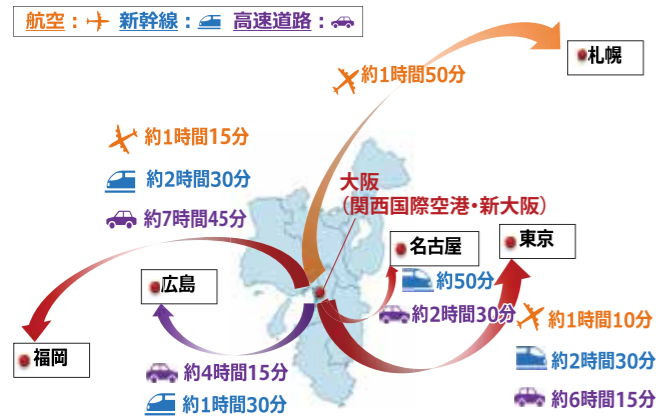 航空： 新幹線： 高速道路：
札幌
約1時間50分
約1時間15分
約2時間30分
約7時間45分
大阪
（関西国際空港・新大阪）
名古屋
東京
約50分
約2時間30分
広島
約1時間10分
約2時間30分
約6時間15分
福岡
約4時間15分
約1時間30分